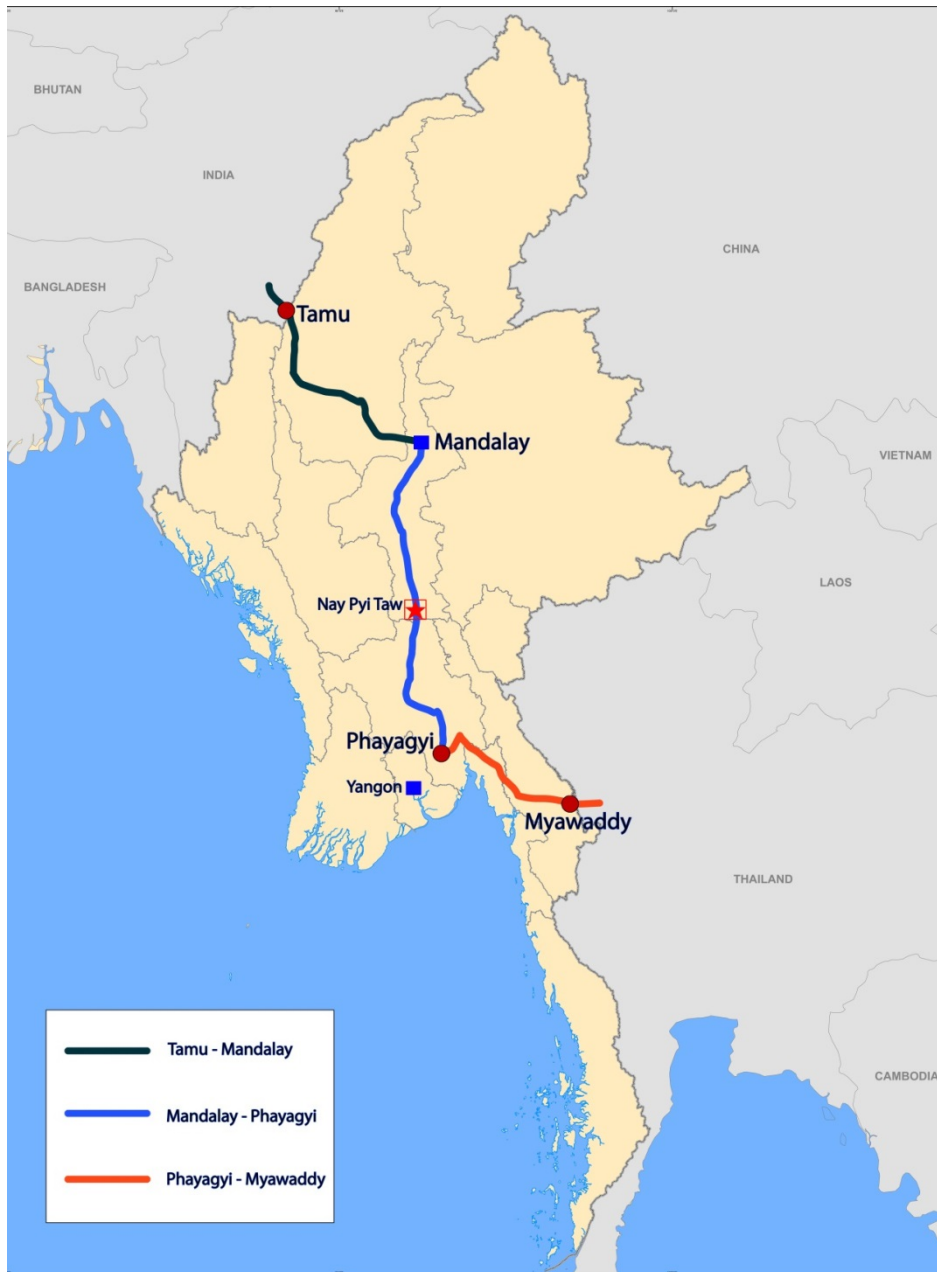 BHUTAN
INDIA
CHINA
BANGLADESH
Tamu
Mandalay
VIETNAM
LAOS
Nay Pyi Taw
Phayagyi
Yangon
Myawaddy
THAILAND
CAMBODIA
Tamu - Mandalay
Mandalay - Phayagyi
Phayagyi - Myawaddy